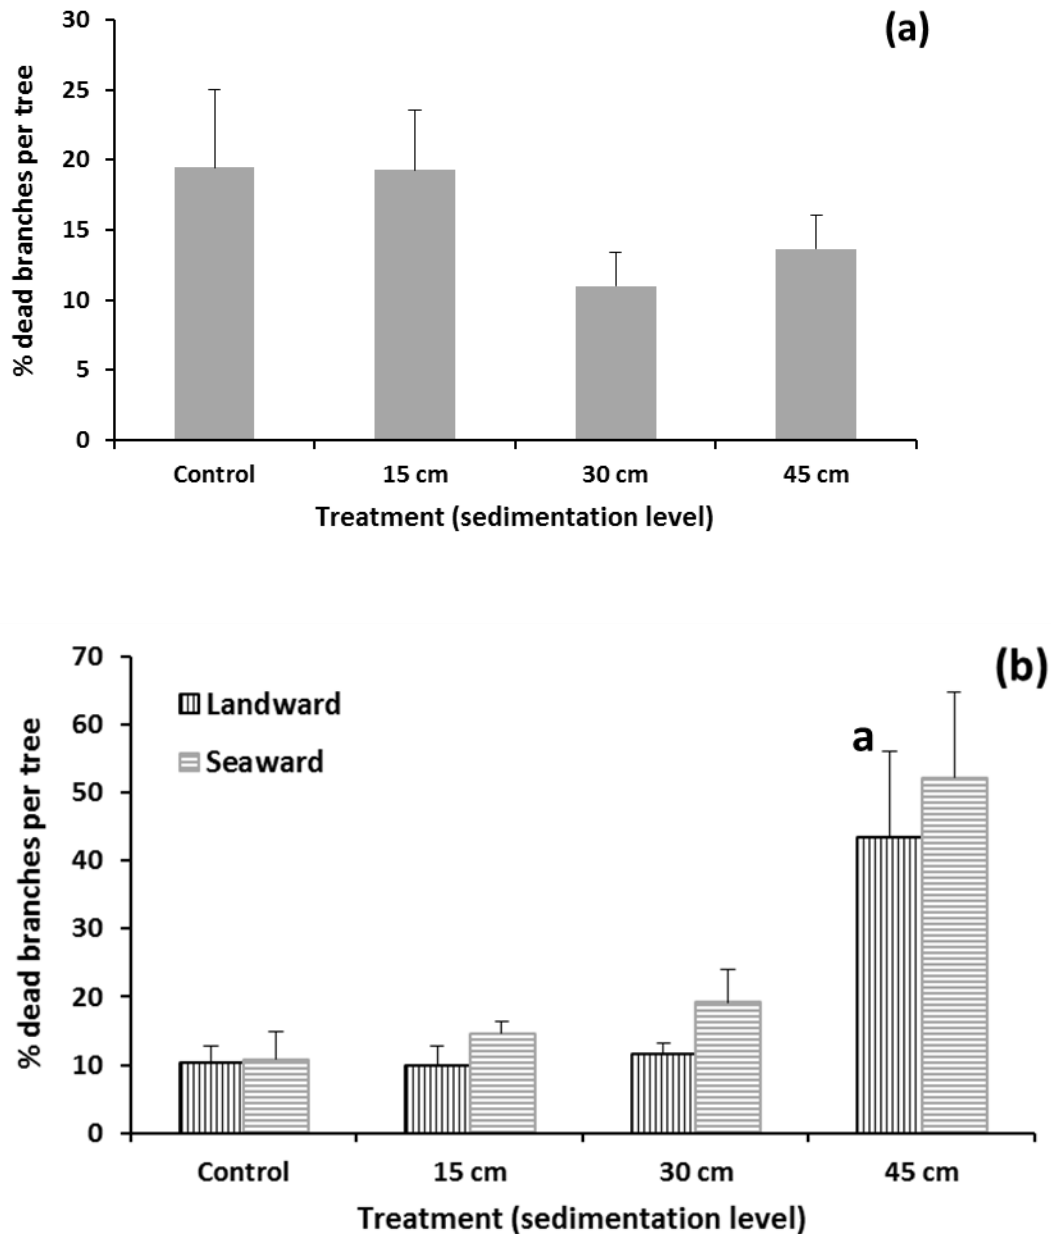 (a)
% dead branches per tree
30
25
20
15
10
5
0
Control 15 cm 30 cm 45 cm
Treatment (sedimentation level)
(b)
% dead branches per tree
70
60
50
40
30
20
10
0
Landward
Seaward
a
Control 15 cm 30 cm 45 cm
Treatment (sedimentation level)